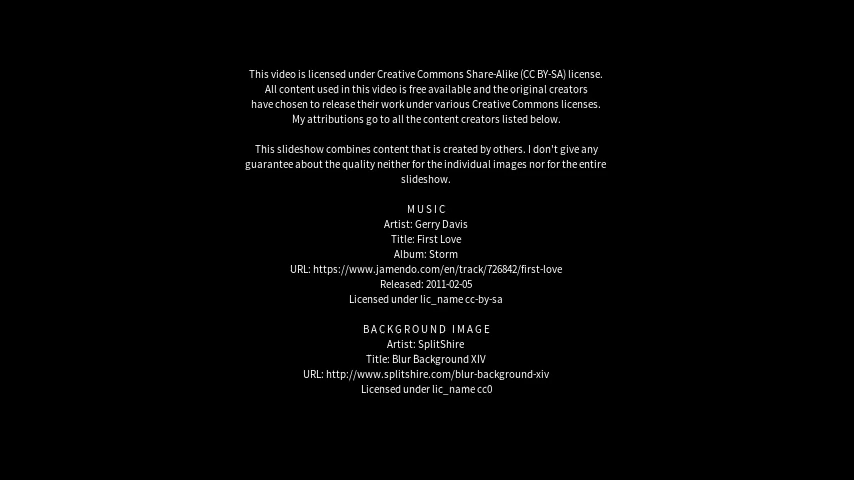 This video is licensed under Creative Commons Share-Alike (CC BY-SA) license.
All content used in this video is free available and the original creators
have chosen to release their work under various Creative Commons licenses.
My attributions go to all the content creators listed below.
This slideshow combines content that is created by others. I don't give any
guarantee about the quality neither for the individual images nor for the entire
slideshow.
MUSIC
Artist: Gerry Davis
Title: First Love
Album: Storm
URL: https://www.jamendo.com/en/track/726842/first-love
Released: 2011-02-05
Licensed under lic_name cc-by-sa
BACKGROUND IMAGE
Artist: SplitShire
Title: Blur Background XIV
URL: http://www.splitshire.com/blur-background-xiv
Licensed under lic_name cc0